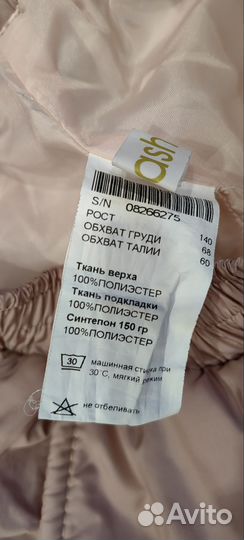 ash
S/N 08266275
РОСТ 140
ОБХВАТ ГРУДИ 68
ОБХВАТ ТАЛИИ 60
Ткань верха
100%ПОЛИЭСТЕР
Ткань подкладки
100%ПОЛИЭСТЕР
Синтепон 150 гр
100%ПОЛИЭСТЕР
30 машинная стирка при
30°С, мягкий режим
не отбеливать
Avito